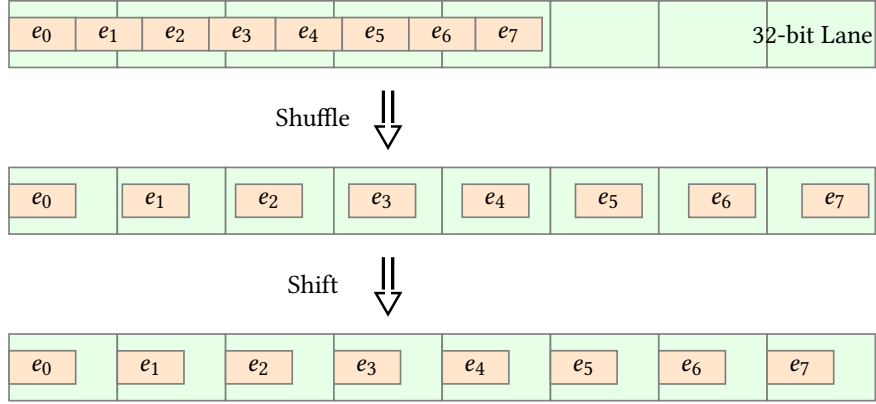 e₀ e₁ e₂ e₃ e₄ e₅ e₆ e₇ 32-bit Lane
Shuffle
e₀ e₁ e₂ e₃ e₄ e₅ e₆ e₇
Shift
e₀ e₁ e₂ e₃ e₄ e₅ e₆ e₇